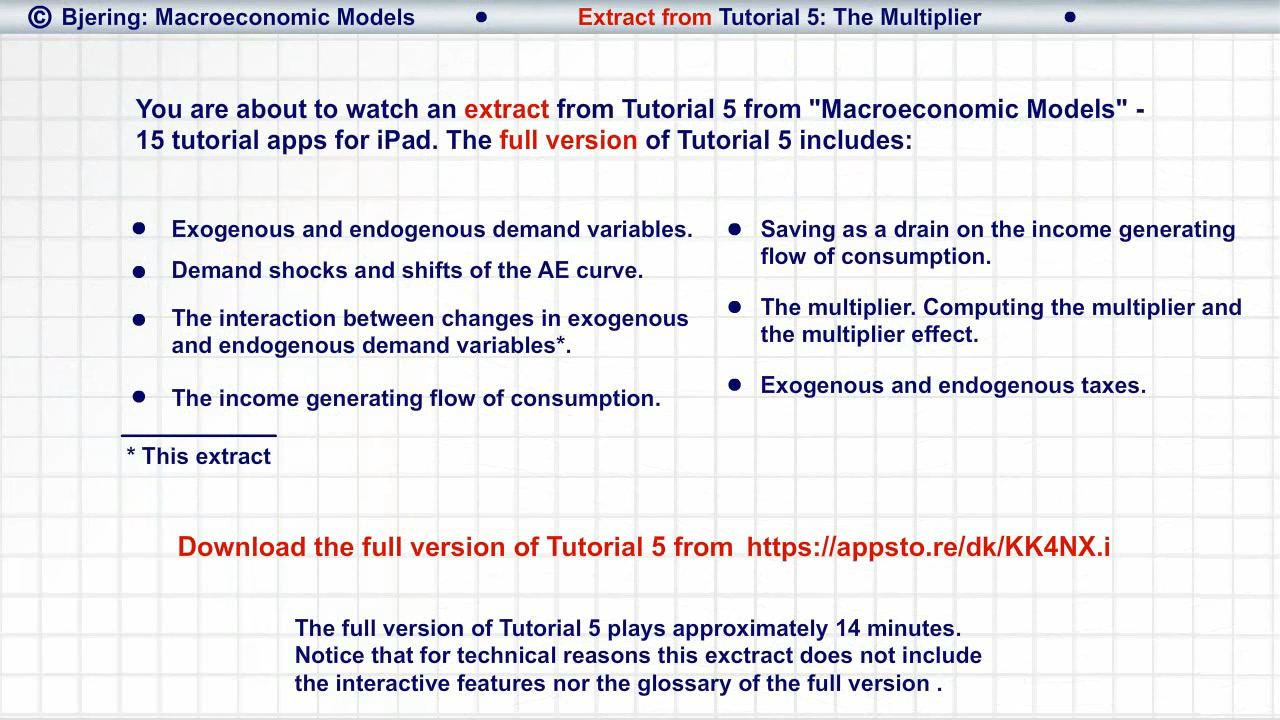 © Bjering: Macroeconomic Models • Extract from Tutorial 5: The Multiplier •
You are about to watch an extract from Tutorial 5 from "Macroeconomic Models" -
15 tutorial apps for iPad. The full version of Tutorial 5 includes:
• Exogenous and endogenous demand variables.
• Demand shocks and shifts of the AE curve.
• The interaction between changes in exogenous
and endogenous demand variables*.
• The income generating flow of consumption.
* This extract
• Saving as a drain on the income generating
flow of consumption.
• The multiplier. Computing the multiplier and
the multiplier effect.
• Exogenous and endogenous taxes.
Download the full version of Tutorial 5 from https://appsto.re/dk/KK4NX.i
The full version of Tutorial 5 plays approximately 14 minutes.
Notice that for technical reasons this exctract does not include
the interactive features nor the glossary of the full version .